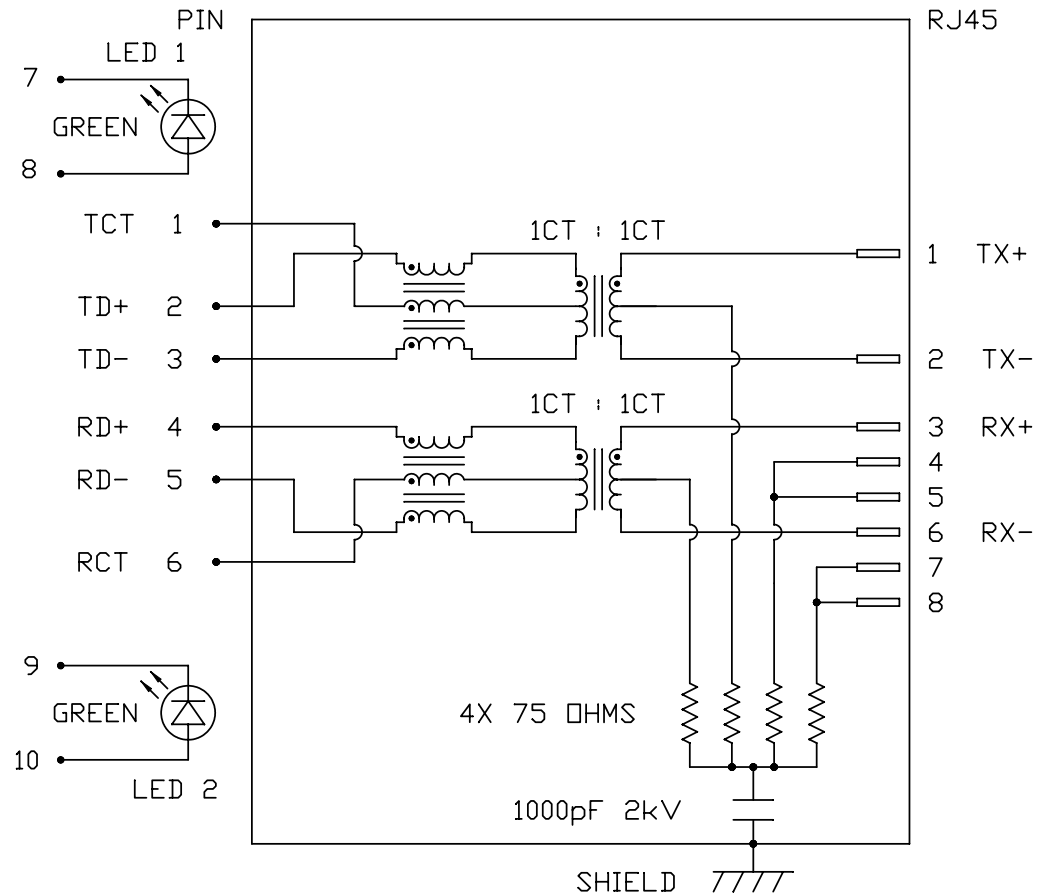 PIN
RJ45
LED 1
7
GREEN
8
TCT 1
1CT : 1CT
1 TX+
TD+ 2
TD- 3
2 TX-
1CT : 1CT
RD+ 4
3 RX+
4
RD- 5
5
6 RX-
RCT 6
7
8
9
GREEN
4X 75 OHMS
10
LED 2
1000pF 2kV
SHIELD